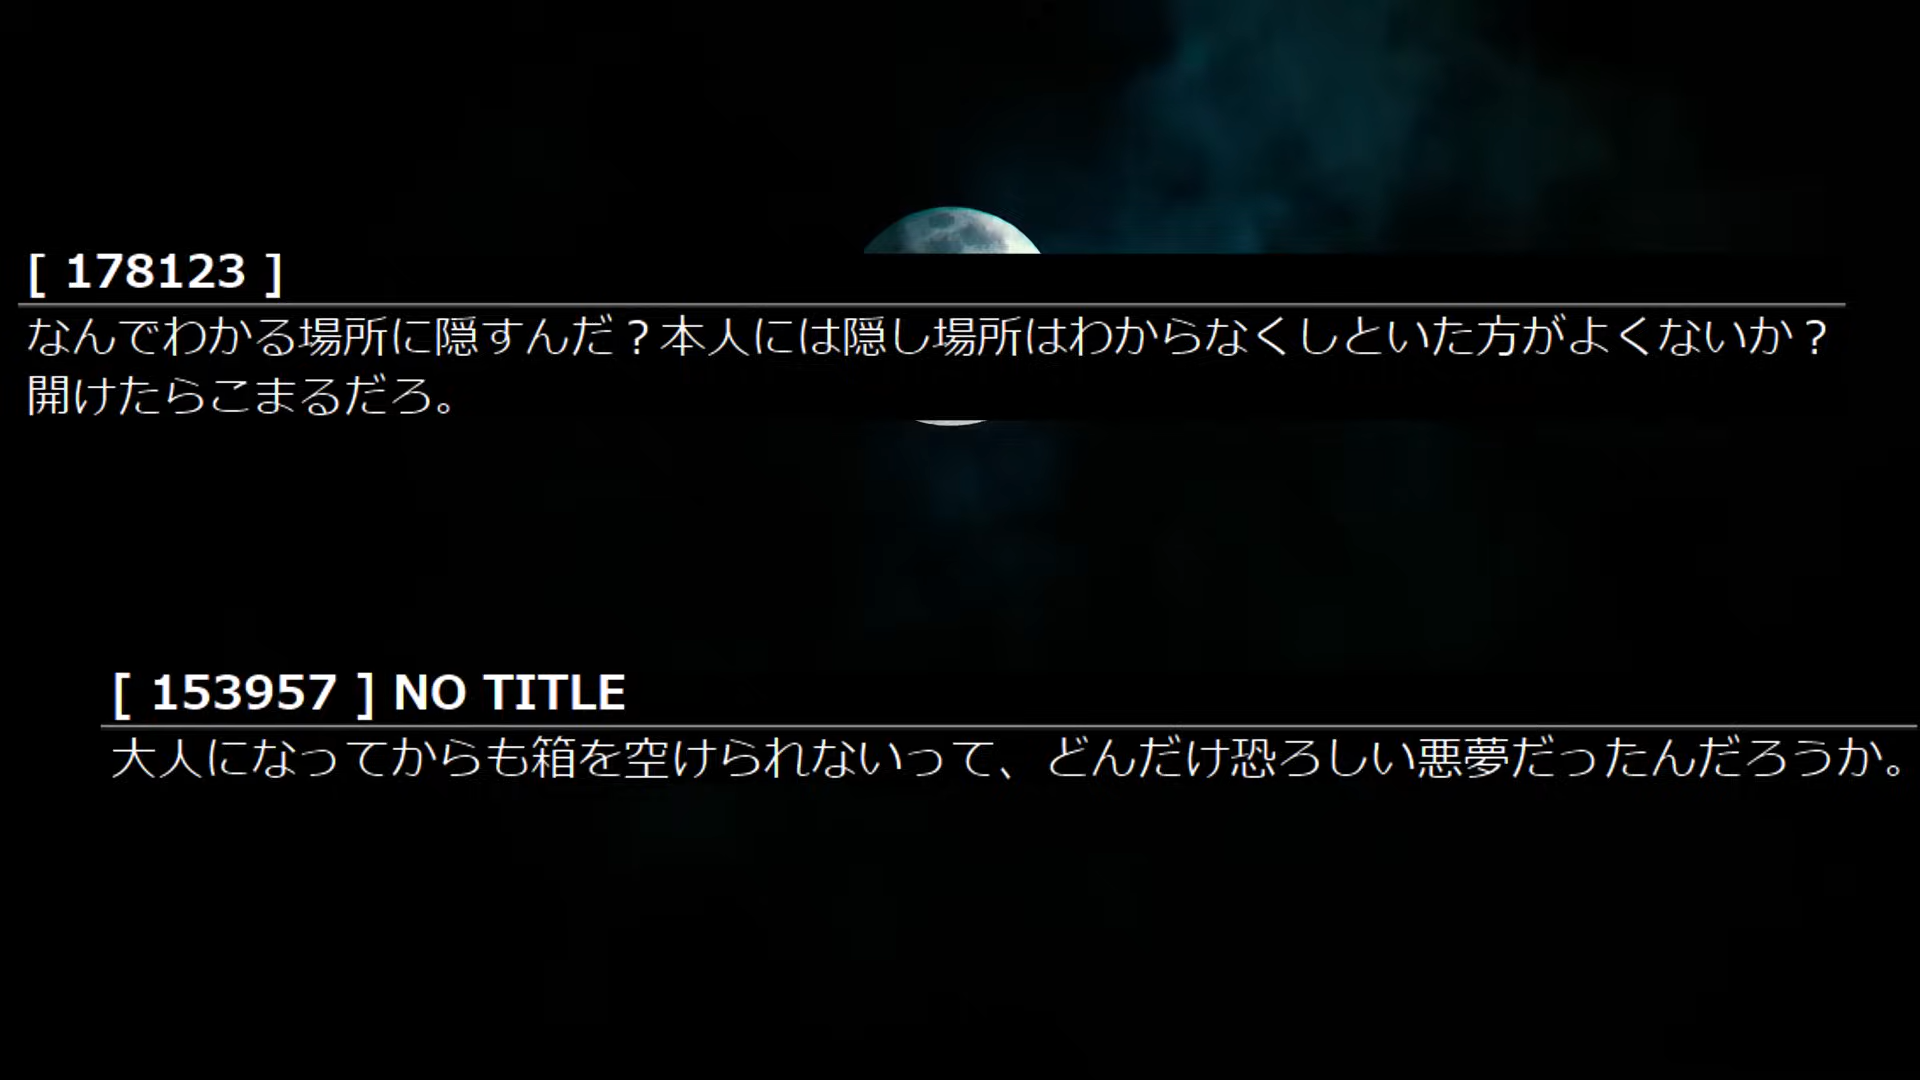 [ 178123 ]
なんでわかる場所に隠すんだ？本人には隠し場所はわからなくしといた方がよくないか？
開けたらこまるだろ。
[ 153957 ] NO TITLE
大人になってからも箱を空けられないって、どんだけ恐ろしい悪夢だったんだろうか。